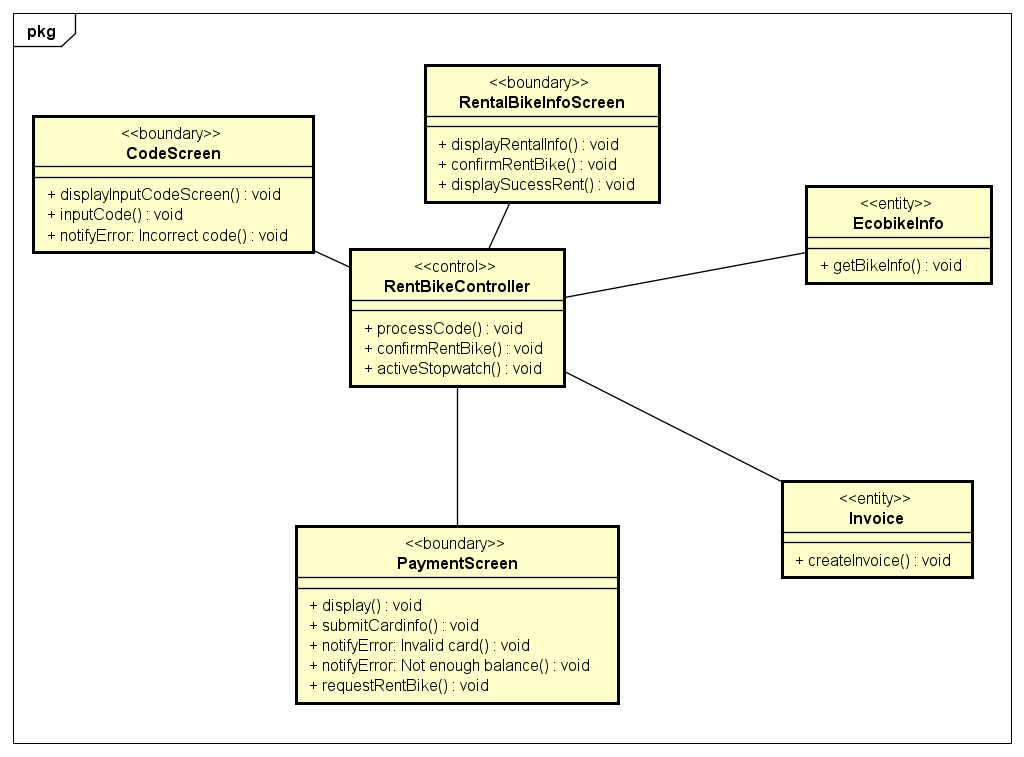 pkg
<<boundary>>
RentalBikeInfoScreen
+ displayRentalInfo() : void
+ confirmRentBike() : void
+ displaySucessRent() : void
<<boundary>>
CodeScreen
+ displayInputCodeScreen() : void
+ inputCode() : void
+ notifyError: Incorrect code() : void
<<entity>>
EcobikeInfo
+ getBikeInfo() : void
<<control>>
RentBikeController
+ processCode() : void
+ confirmRentBike() : void
+ activeStopwatch() : void
<<entity>>
Invoice
+ createInvoice() : void
<<boundary>>
PaymentScreen
+ display() : void
+ submitCardinfo() : void
+ notifyError: Invalid card() : void
+ notifyError: Not enough balance() : void
+ requestRentBike() : void